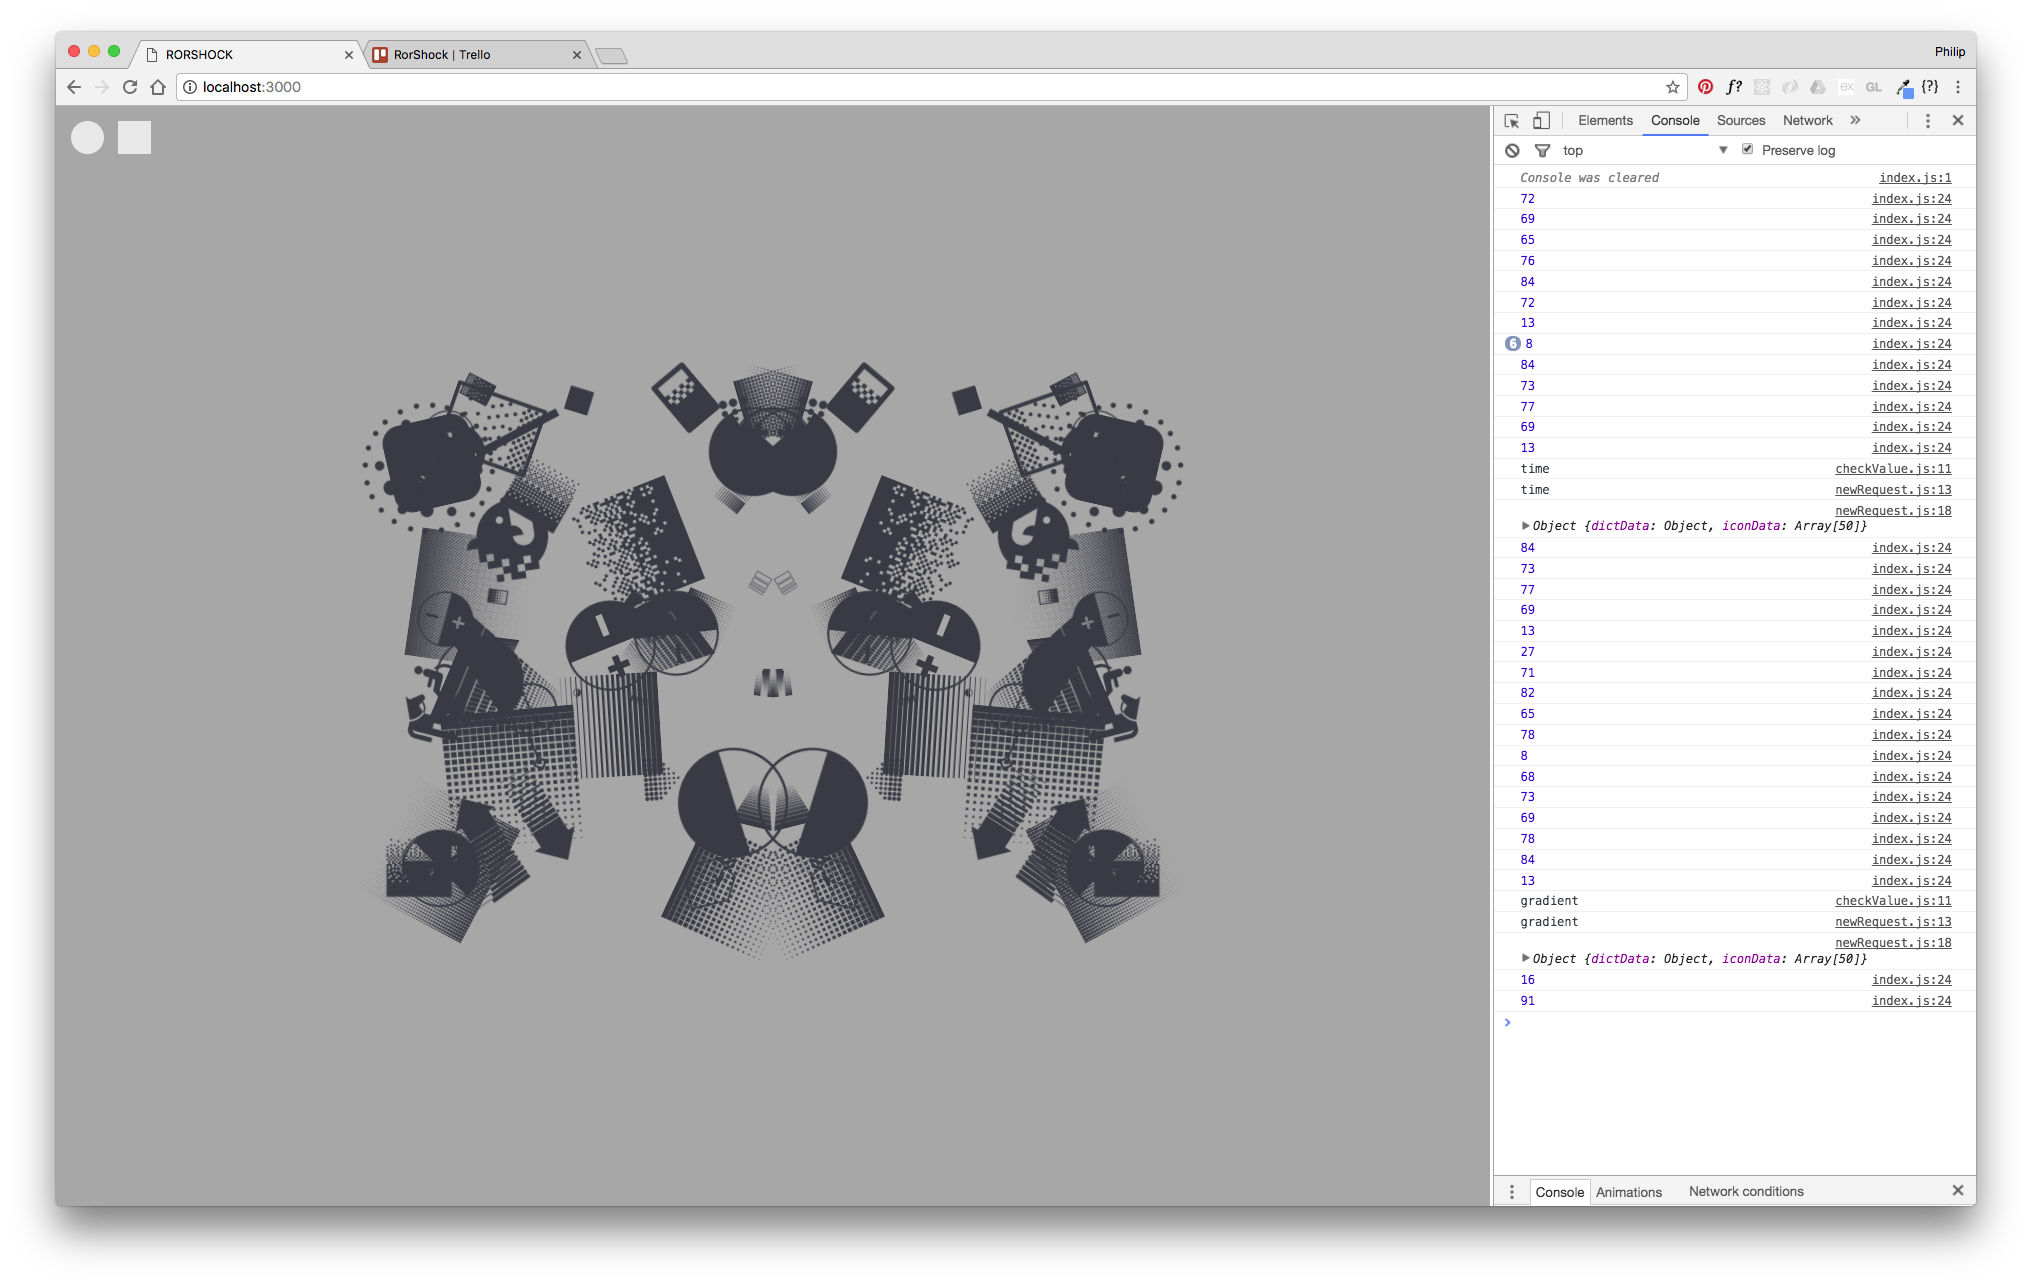 RORSHOCK
RorShock | Trello
Philip
localhost:3000
f?
ex
GL
{?}
Elements
Console
Sources
Network
»
top
Preserve log
Console was cleared index.js:1
72 index.js:24
69 index.js:24
65 index.js:24
76 index.js:24
84 index.js:24
72 index.js:24
13 index.js:24
6 8 index.js:24
84 index.js:24
73 index.js:24
77 index.js:24
69 index.js:24
13 index.js:24
time checkValue.js:11
time newRequest.js:13
newRequest.js:18
Object {dictData: Object, iconData: Array[50]}
84 index.js:24
73 index.js:24
77 index.js:24
69 index.js:24
13 index.js:24
27 index.js:24
71 index.js:24
82 index.js:24
65 index.js:24
78 index.js:24
8 index.js:24
68 index.js:24
73 index.js:24
69 index.js:24
78 index.js:24
84 index.js:24
13 index.js:24
gradient checkValue.js:11
gradient newRequest.js:13
newRequest.js:18
Object {dictData: Object, iconData: Array[50]}
16 index.js:24
91 index.js:24
Console
Animations
Network conditions